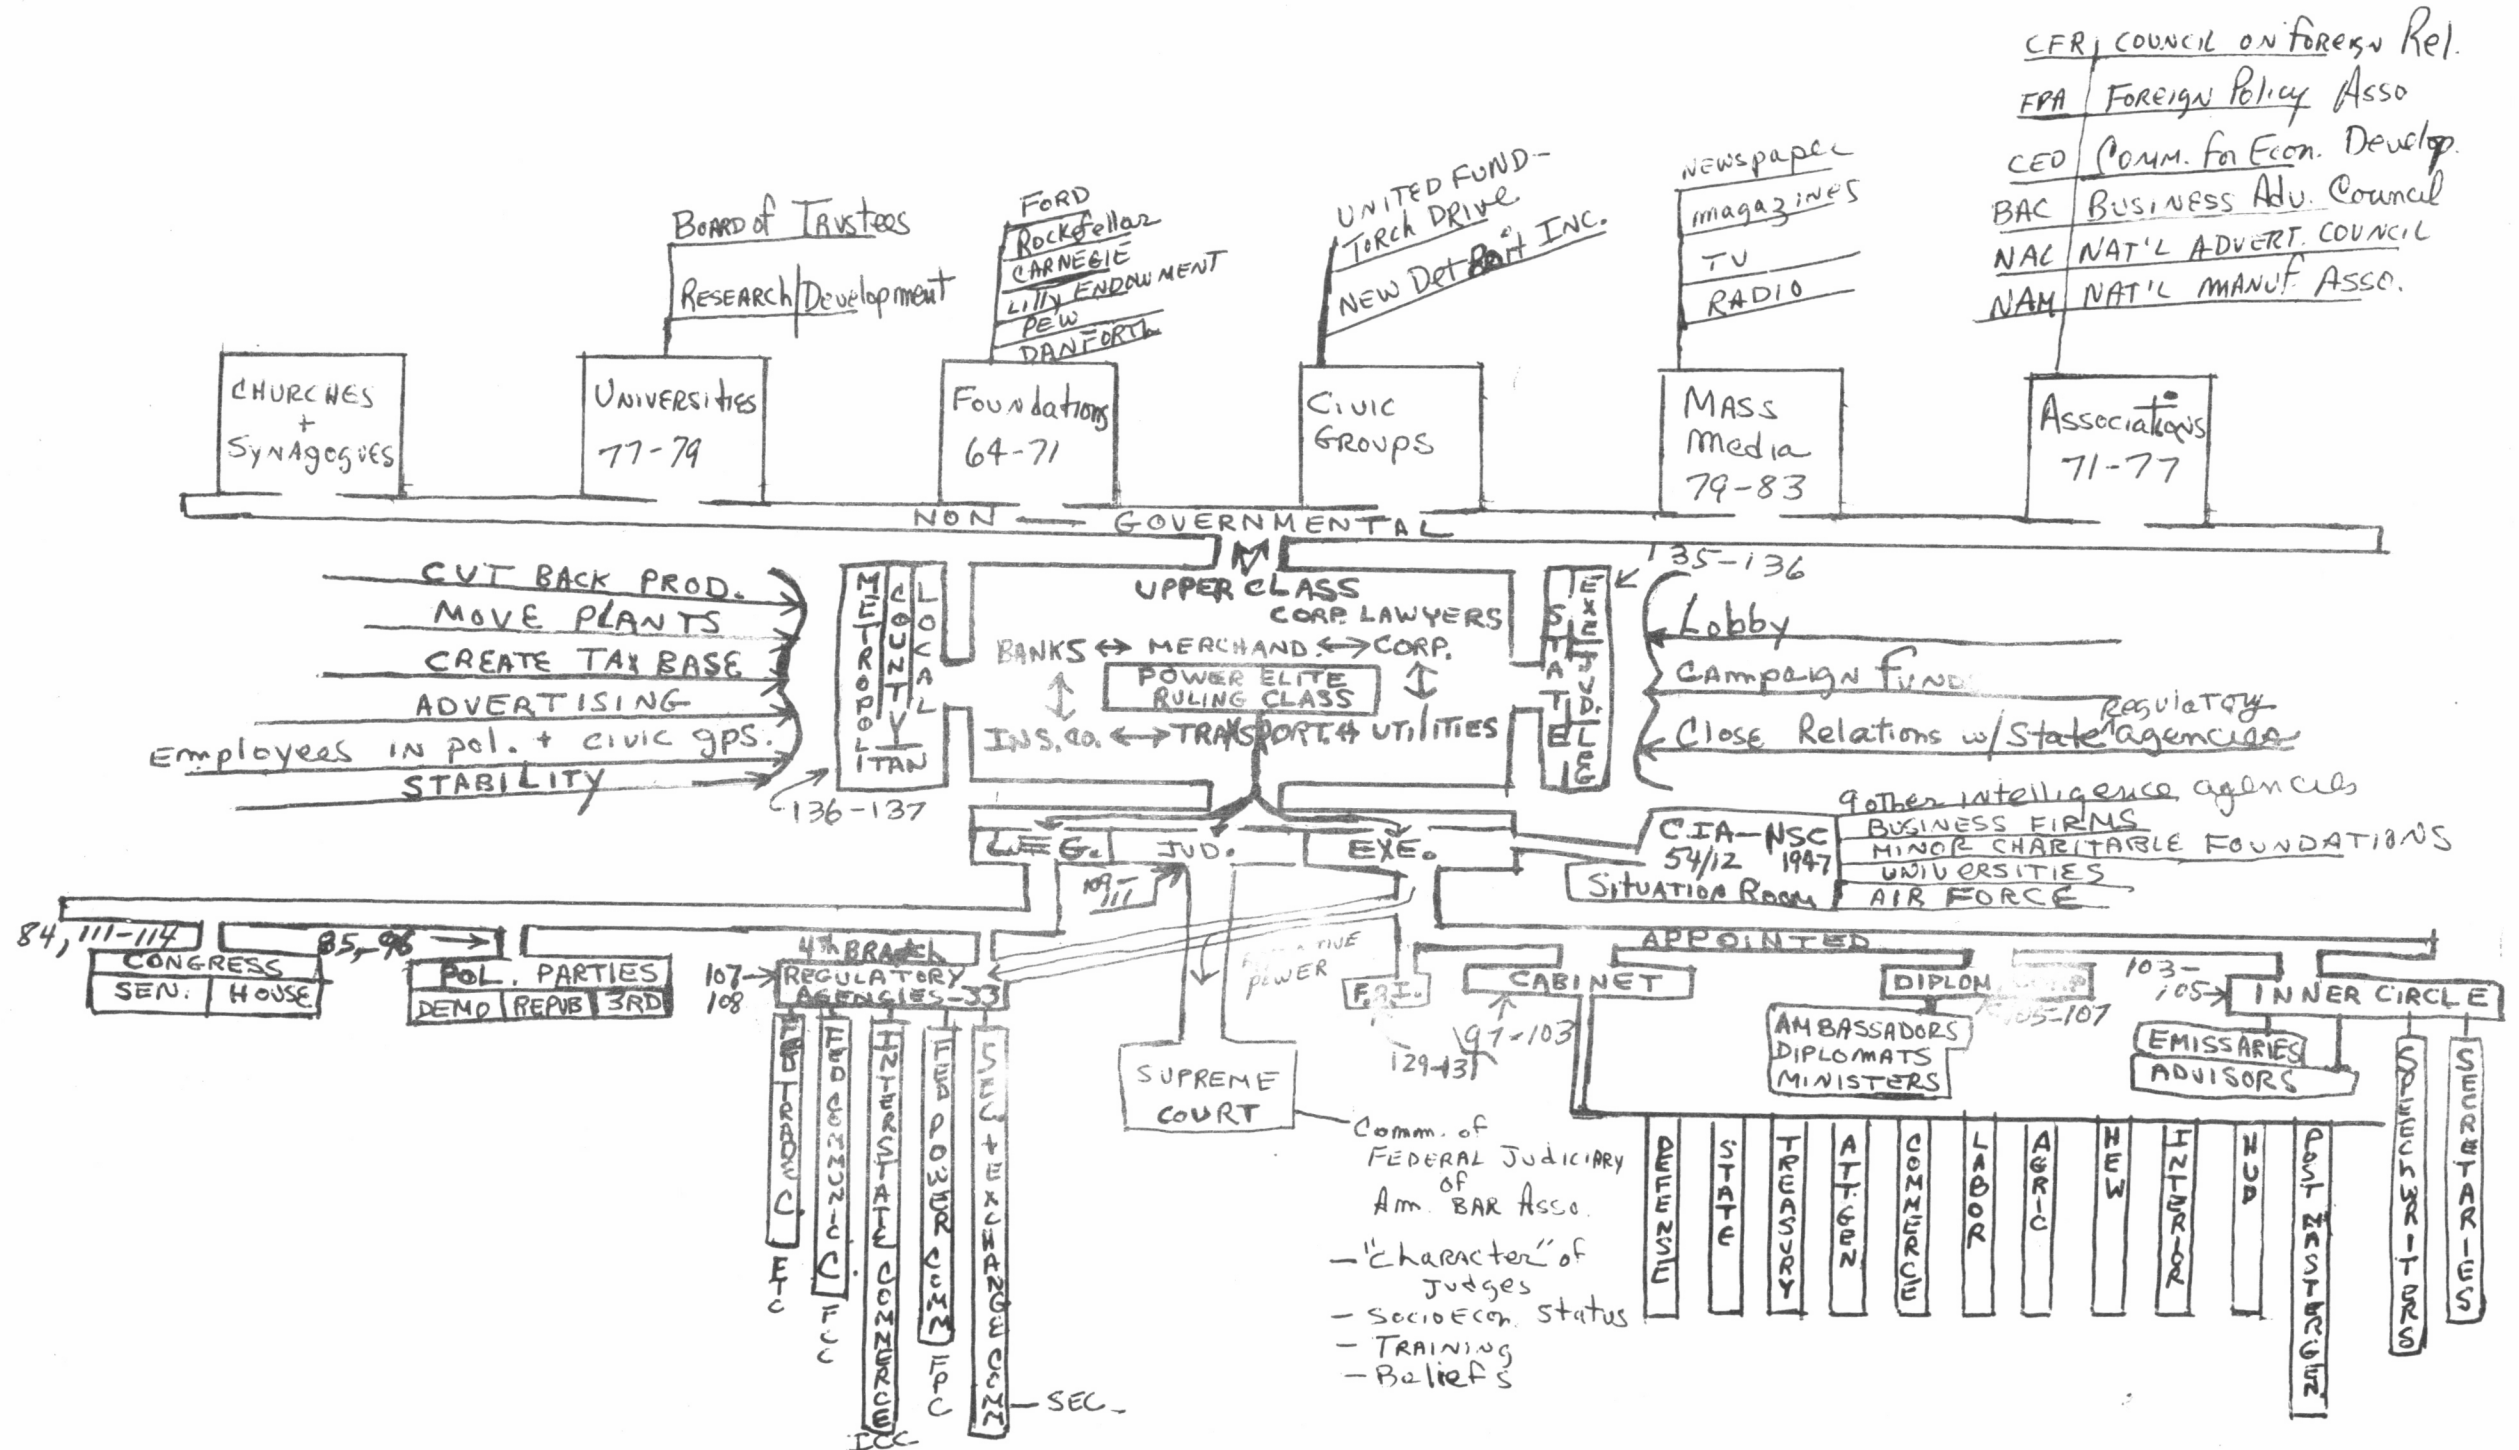 CFR COUNCIL ON FOREIGN Rel.
FPA FOREIGN Policy Asso
CED Comm. for Econ. Develop.
BAC BUSINESS Adv. Council
NAC NAT'L ADVERT. COUNCIL
NAM NAT'L MANUF. ASSO.
NEWSPAPER
magazines
TV
RADIO
UNITED FUND-
TORCH DRIVE
NEW Detroit INC.
FORD
Rockefellar
CARNEGIE
Lilly ENDOWMENT
PEW
DANFORTH
BOARD of Trustees
RESEARCH/Development
CHURCHES
+
SYNAgogues
UNIVERSITIES
77-79
Foundations
64-71
CIVIC
GROUPS
MASS
Media
79-83
Associations
71-77
NON — GOVERNMENTAL
CUT BACK PROD.
MOVE PLANTS
CREATE TAX BASE
ADVERTISING
Employees in pol. + civic gps.
STABILITY
136-137
METROPOLITAN
COUNTY
LOCAL
UPPER CLASS
CORP. LAWYERS
BANKS ↔ MERCHAND. ↔ CORP.
POWER ELITE
RULING CLASS
INS. CO. ↔ TRANSPORT. ↔ UTILITIES
STATE
EXE. JUD. LEG
135-136
Lobby
Campaign fund
Close Relations w/State regulatory agencies
LEG. JUD. EXE.
109-111
CIA-NSC
54/12 1947
SITUATION ROOM
9 other intelligence agencies
BUSINESS FIRMS
MINOR CHARITABLE FOUNDATIONS
UNIVERSITIES
AIR FORCE
84, 111-114
CONGRESS
SEN. HOUSE
85,-96
POL. PARTIES
DEMO REPUB 3RD
4th BRANCH
107-108
REGULATORY
AGENCIES-33
FED TRADE C.
FTC
FED COMMUNIC C.
FCC
INTERSTATE COMMERCE
ICC
FED POWER COMM
FPC
SEC + EXCHANGE COMM
SEC-
POWER
SUPREME
COURT
Comm. of
FEDERAL Judiciary
of
Am. BAR Asso.
- "Character" of
Judges
- Socio Econ. Status
- TRAINING
- Beliefs
APPOINTED
F.B.I.
129-131
CABINET
97-103
DIPLOM
105-107
AMBASSADORS
DIPLOMATS
MINISTERS
103-105
INNER CIRCLE
EMISSARIES
ADVISORS
SPEECHWRITERS
SECRETARIES
DEFENSE
STATE
TREASURY
ATT. GEN
COMMERCE
LABOR
AGRIC
HEW
INTERIOR
HUD
POST MASTER GEN